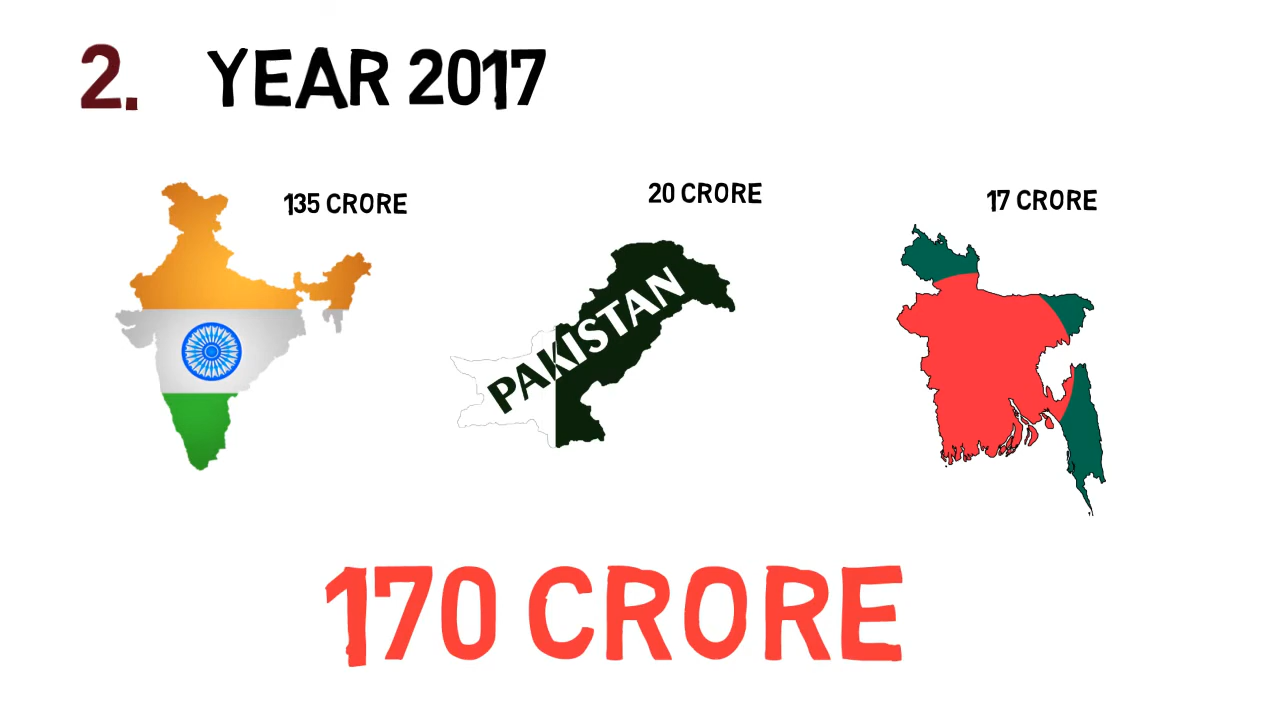 2. YEAR 2017
135 CRORE
20 CRORE
17 CRORE
PAKISTAN
170 CRORE